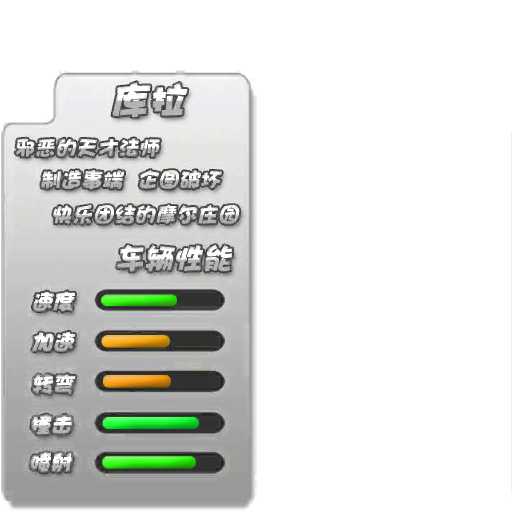 库拉
邪恶的天才法师
制造事端 企图破坏
快乐团结的摩尔庄园
车辆性能
速度
加速
转弯
撞击
喷射